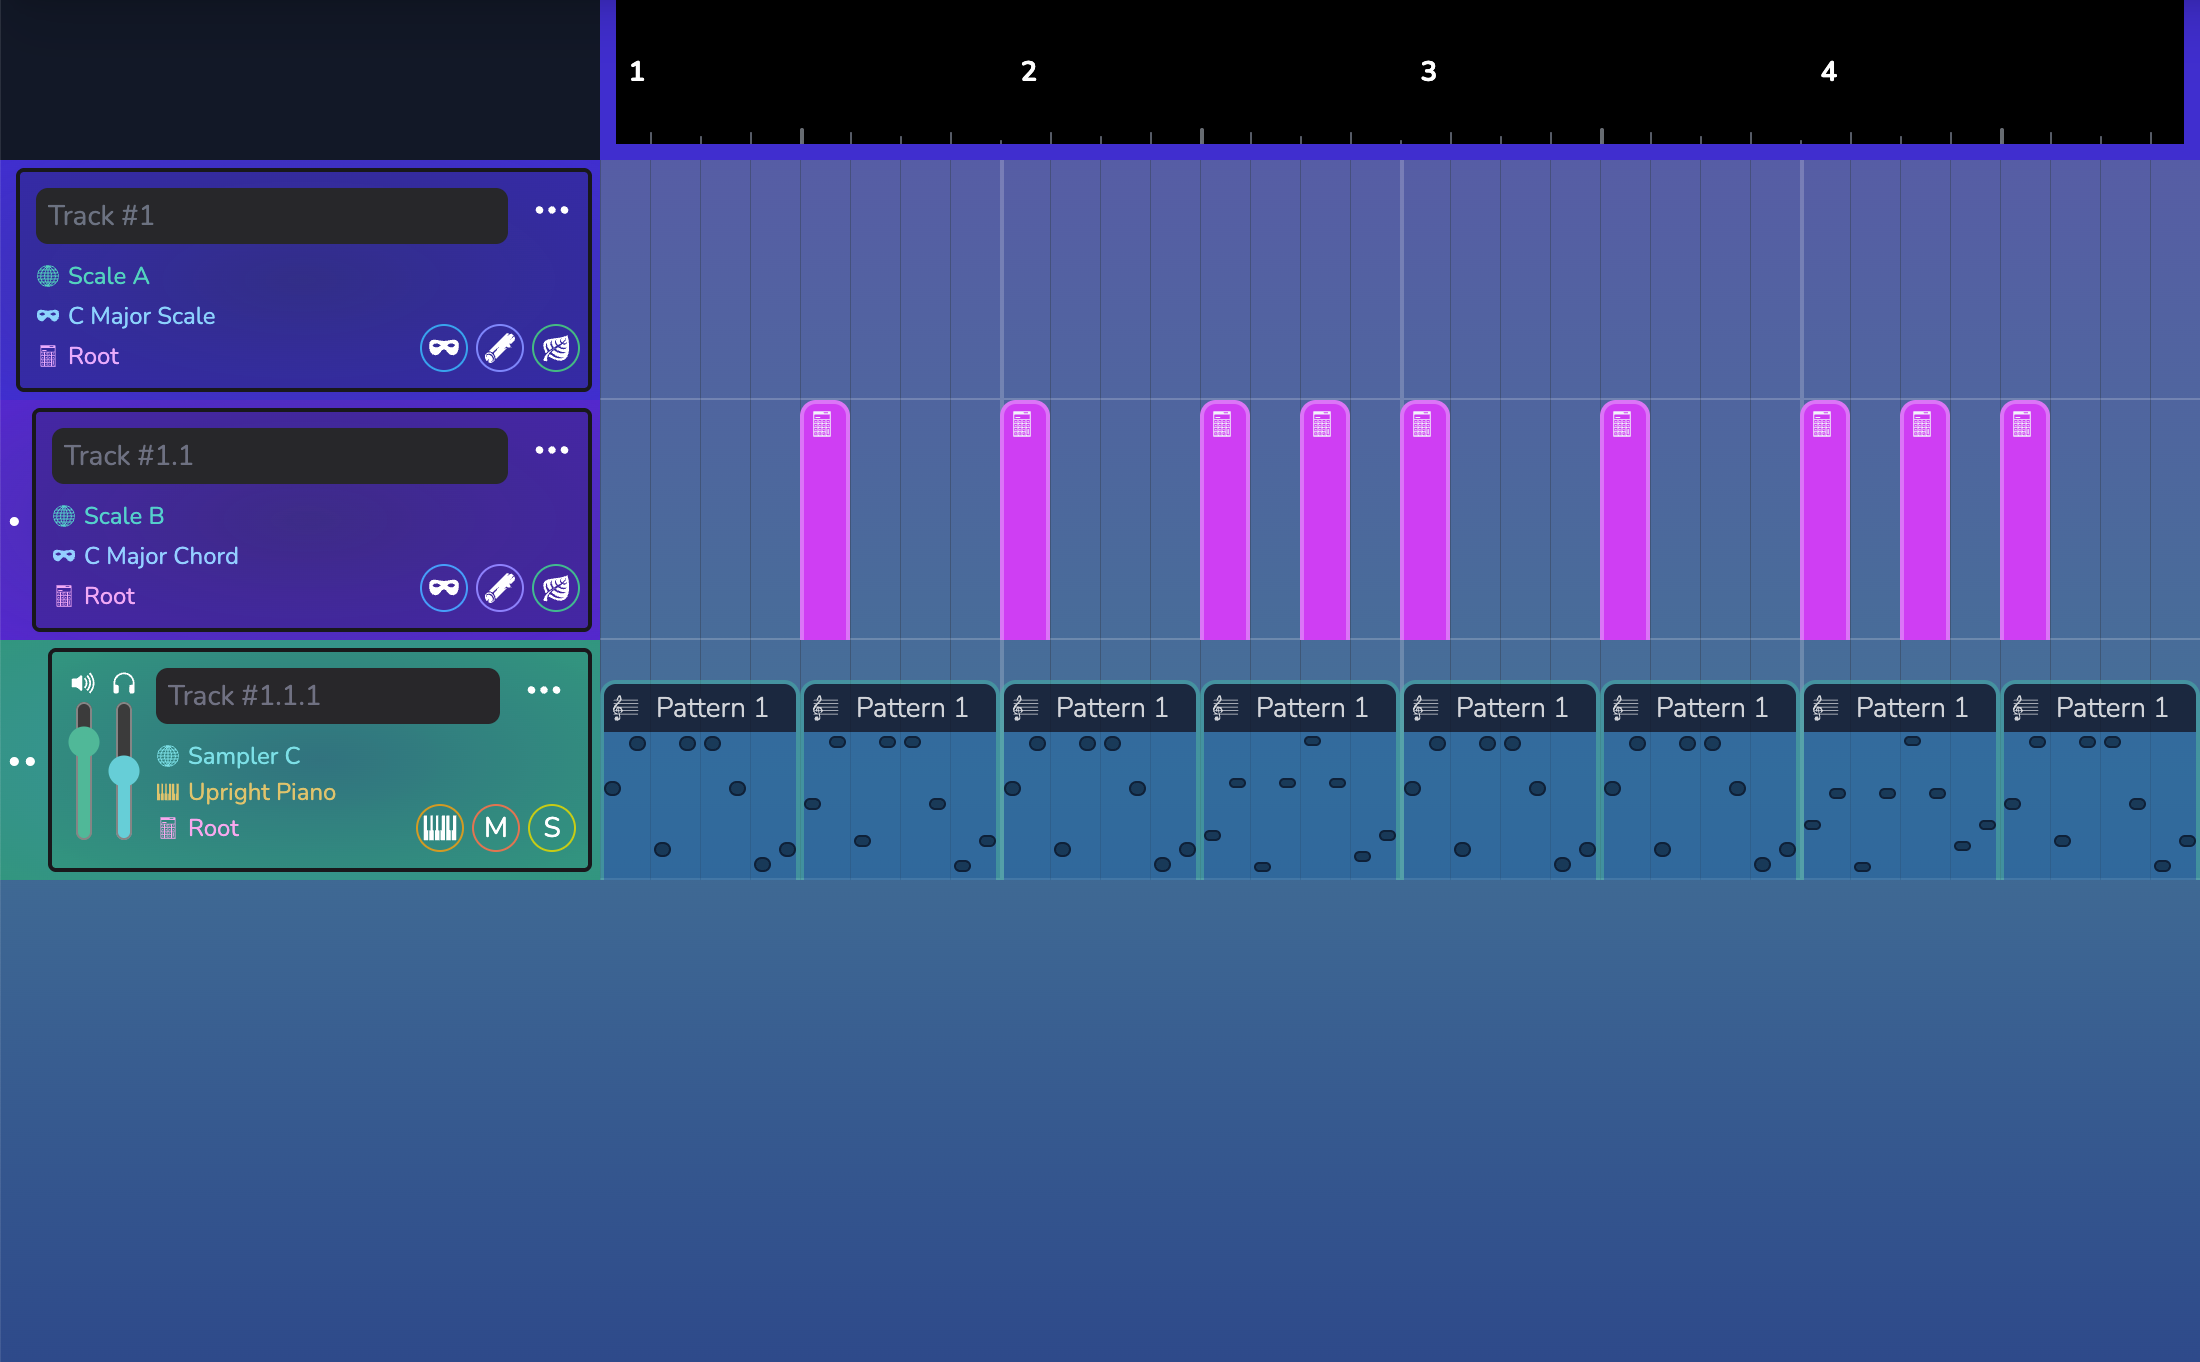 1 2 3 4
Track #1
Scale A
C Major Scale
Root
Track #1.1
Scale B
C Major Chord
Root
Track #1.1.1
Pattern 1 Pattern 1 Pattern 1 Pattern 1 Pattern 1 Pattern 1 Pattern 1 Pattern 1
Sampler C
Upright Piano
Root
M S